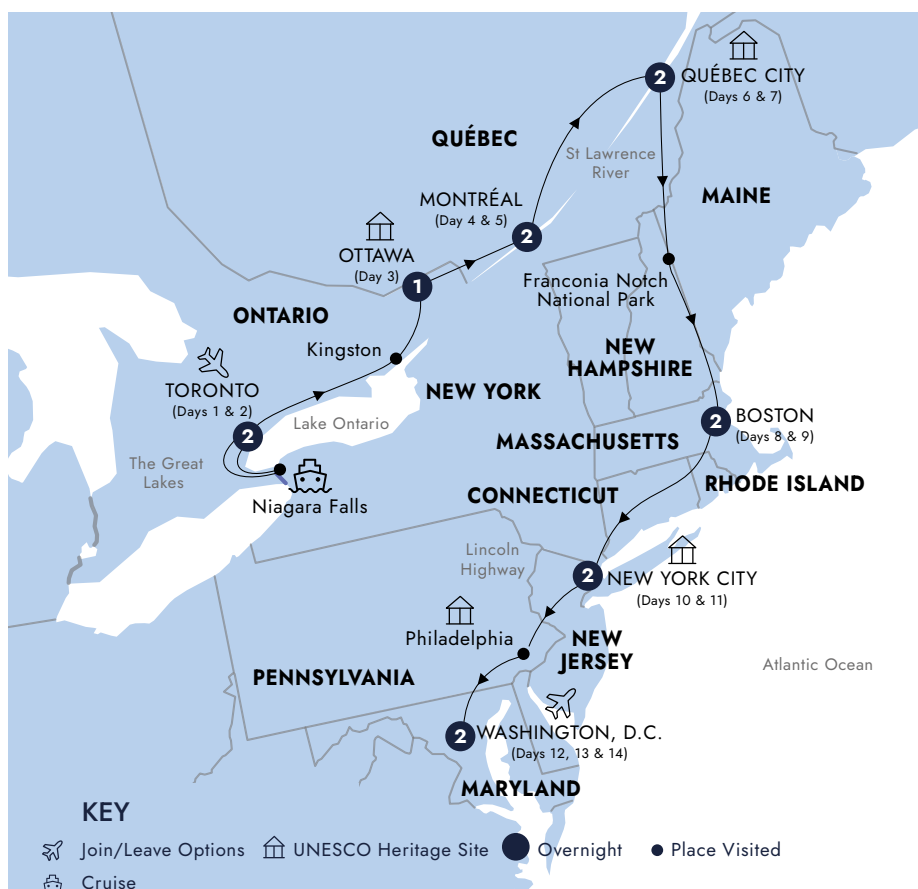 QUÉBEC CITY
(Days 6 & 7)
2
QUÉBEC
St Lawrence
River
MAINE
MONTRÉAL
(Day 4 & 5)
2
OTTAWA
(Day 3)
1
Franconia Notch
National Park
ONTARIO
Kingston
NEW
HAMPSHIRE
TORONTO
(Days 1 & 2)
2
NEW YORK
Lake Ontario
BOSTON
(Days 8 & 9)
2
MASSACHUSETTS
The Great
Lakes
Niagara Falls
CONNECTICUT
RHODE ISLAND
Lincoln
Highway
2
NEW YORK CITY
(Days 10 & 11)
Philadelphia
NEW
JERSEY
PENNSYLVANIA
Atlantic Ocean
2
WASHINGTON, D.C.
(Days 12, 13 & 14)
MARYLAND
KEY
Join/Leave Options
UNESCO Heritage Site
Overnight
Place Visited
Cruise